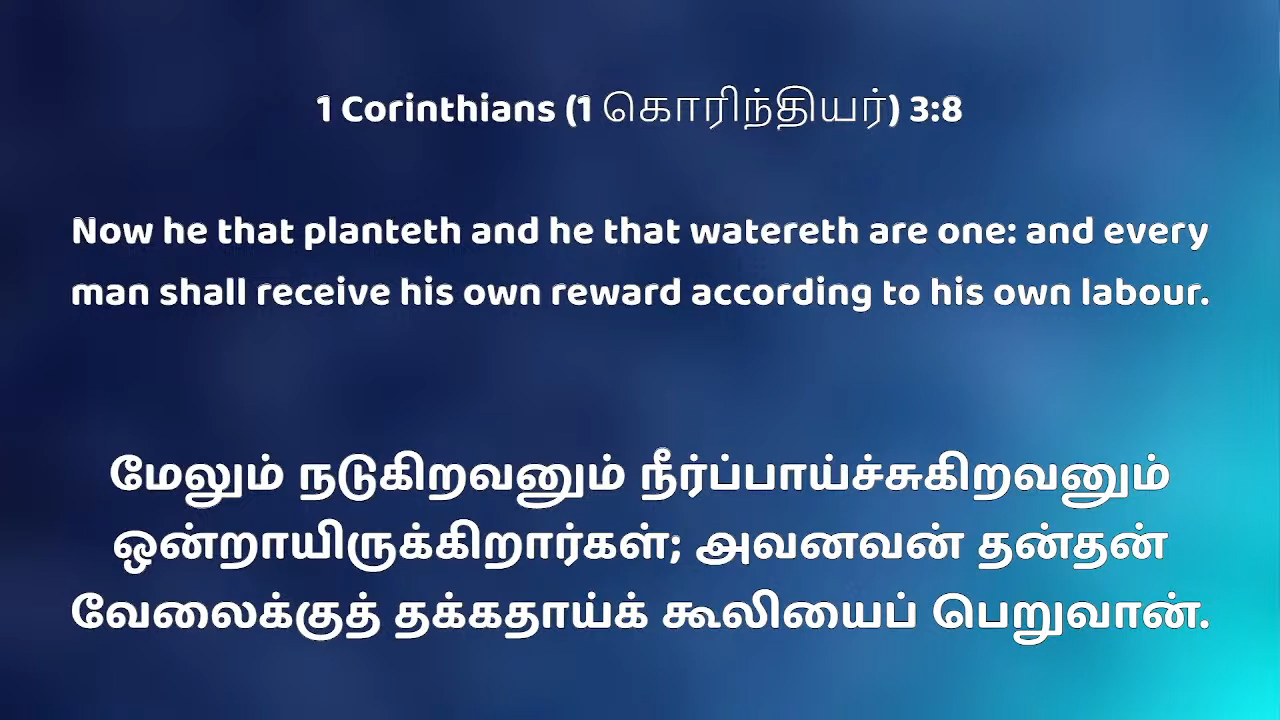 1 Corinthians (1 கொரிந்தியர்) 3:8
Now he that planteth and he that watereth are one: and every
man shall receive his own reward according to his own labour.
மேலும் நடுகிறவனும் நீர்ப்பாய்ச்சுகிறவனும்
ஒன்றாயிருக்கிறார்கள்; அவனவன் தன்தன்
வேலைக்குத் தக்கதாய்க் கூலியைப் பெறுவான்.